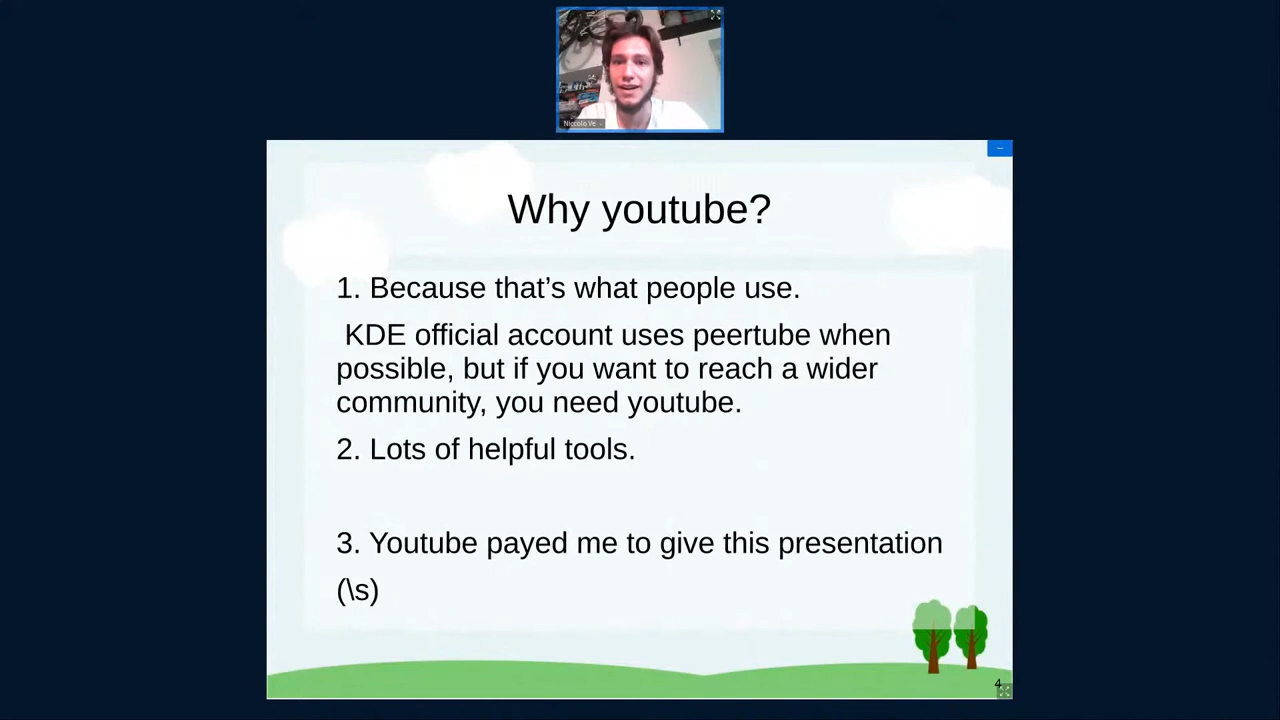 Niccolò Ve
Why youtube?
1. Because that’s what people use.
KDE official account uses peertube when
possible, but if you want to reach a wider
community, you need youtube.
2. Lots of helpful tools.
3. Youtube payed me to give this presentation
(\s)
4